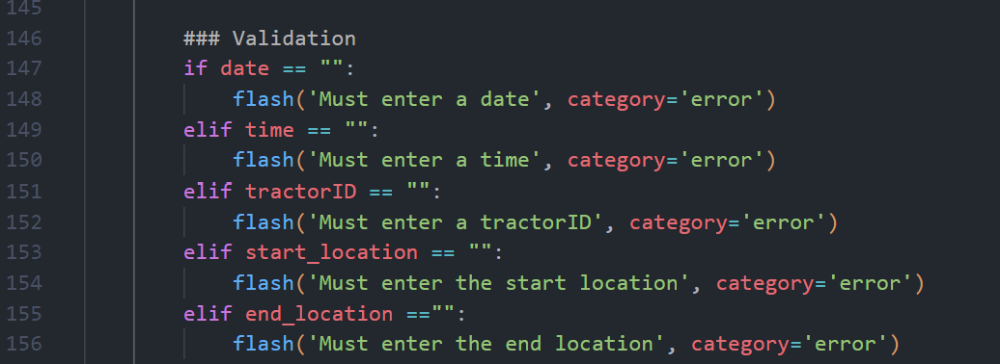 145
146 ### Validation
147 if date == "":
148 flash('Must enter a date', category='error')
149 elif time == "":
150 flash('Must enter a time', category='error')
151 elif tractorID == "":
152 flash('Must enter a tractorID', category='error')
153 elif start_location == "":
154 flash('Must enter the start location', category='error')
155 elif end_location =="":
156 flash('Must enter the end location', category='error')